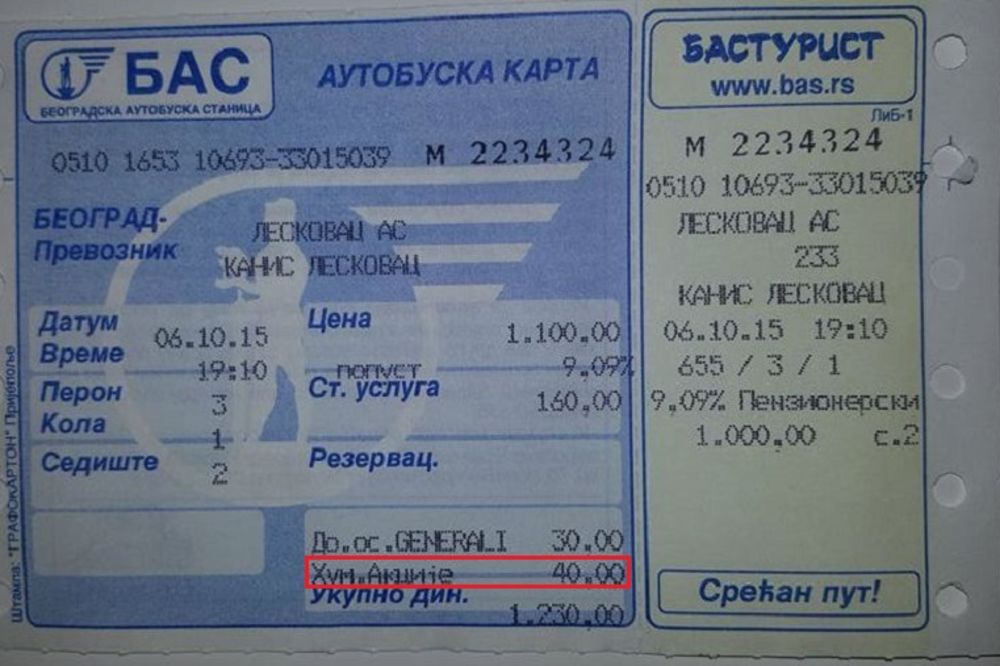 БАС
БЕОГРАДСКА АУТОБУСКА СТАНИЦА
АУТОБУСКА КАРТА
0510 1653 10693-33015039 М 2234324
БЕОГРАД- ЛЕСКОВАЦ АС
Превозник КАНИС ЛЕСКОВАЦ
Датум 06.10.15
Време 19:10
Перон 3
Кола 1
Седиште 2
Цена 1.100,00
попуст 9,09%
Ст. услуга 160,00
Резервац.
До.ос.GENERALI 30,00
Хум.Акције 40,00
Укупно дин. 1.230,00
Штампа: "ГРАФОКАРТОН" Пријепоље
БАСТУРИСТ
www.bas.rs
ЛиБ-1
М 2234324
0510 10693-33015039
ЛЕСКОВАЦ АС
233
КАНИС ЛЕСКОВАЦ
06.10.15 19:10
655 / 3 / 1
9,09% Пензионерски
1.000,00 с.2
Срећан пут!